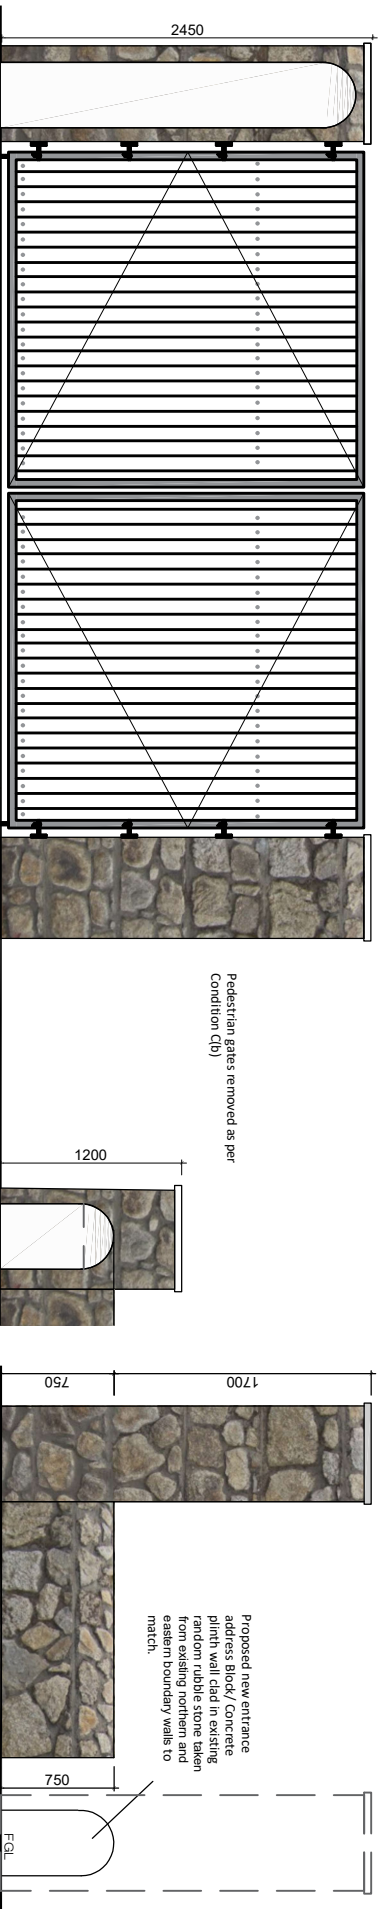 2450
Pedestrian gates removed as per
Condition C(b)
1200
750
1700
Proposed new entrance
address Block/ Concrete
plinth wall clad in existing
random rubble stone taken
from existing northern and
eastern boundary walls to
match.
750
FGL